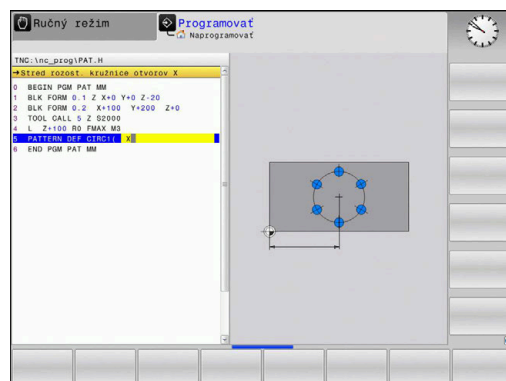 Ručný režim
Programovať
Naprogramovať
TNC:\nc_prog\PAT.H
→Stred rozost. kružnice otvorov X
0 BEGIN PGM PAT MM
1 BLK FORM 0.1 Z X+0 Y+0 Z-20
2 BLK FORM 0.2 X+100 Y+200 Z+0
3 TOOL CALL 5 Z S2000
4 L Z+100 R0 FMAX M3
5 PATTERN DEF CIRC1( X
6 END PGM PAT MM